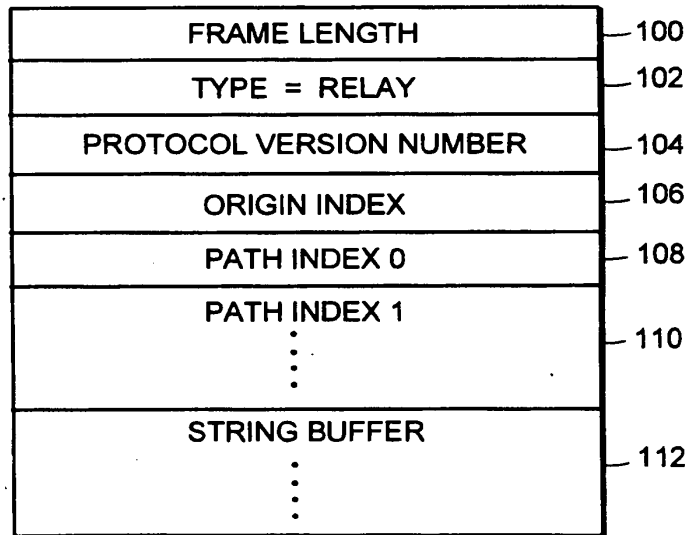 FRAME LENGTH 100
TYPE = RELAY 102
PROTOCOL VERSION NUMBER 104
ORIGIN INDEX 106
PATH INDEX 0 108
PATH INDEX 1
110
STRING BUFFER
112